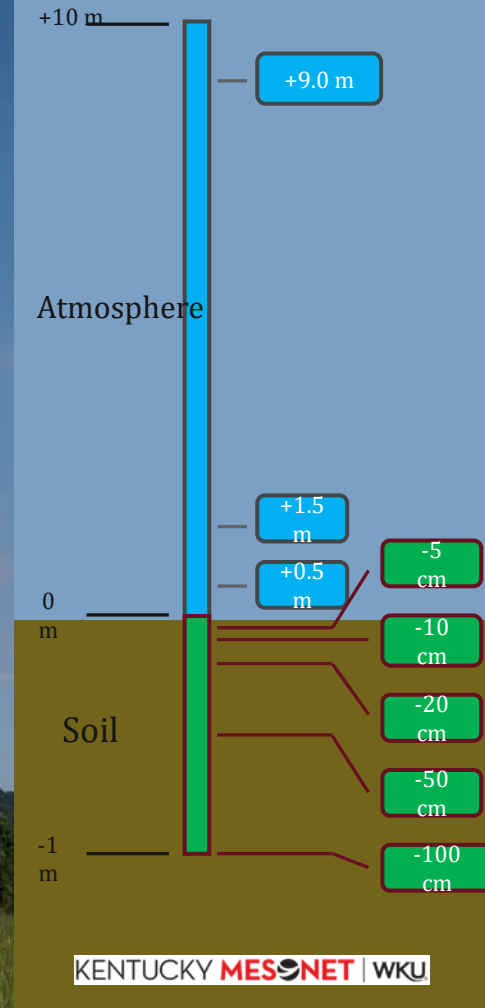 +10 m
+9.0 m
Atmosphere
+1.5
m
-5
cm
+0.5
m
0
m
-10
cm
-20
cm
Soil
-50
cm
-1
m
-100
cm
KENTUCKY MESONET | WKU